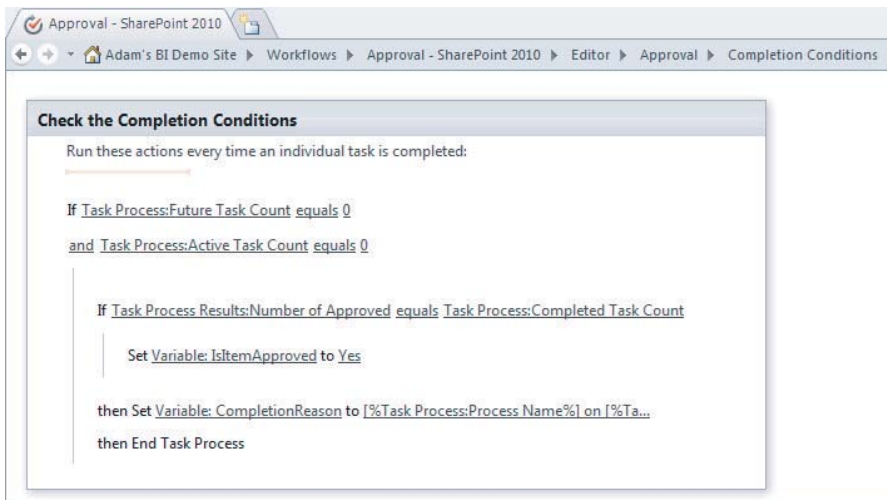 Approval - SharePoint 2010
Adam's BI Demo Site Workflows Approval - SharePoint 2010 Editor Approval Completion Conditions
Check the Completion Conditions
Run these actions every time an individual task is completed:
If Task Process:Future Task Count equals 0
and Task Process:Active Task Count equals 0
If Task Process Results:Number of Approved equals Task Process:Completed Task Count
Set Variable: IsItemApproved to Yes
then Set Variable: CompletionReason to [%Task Process:Process Name%] on [%Ta...
then End Task Process